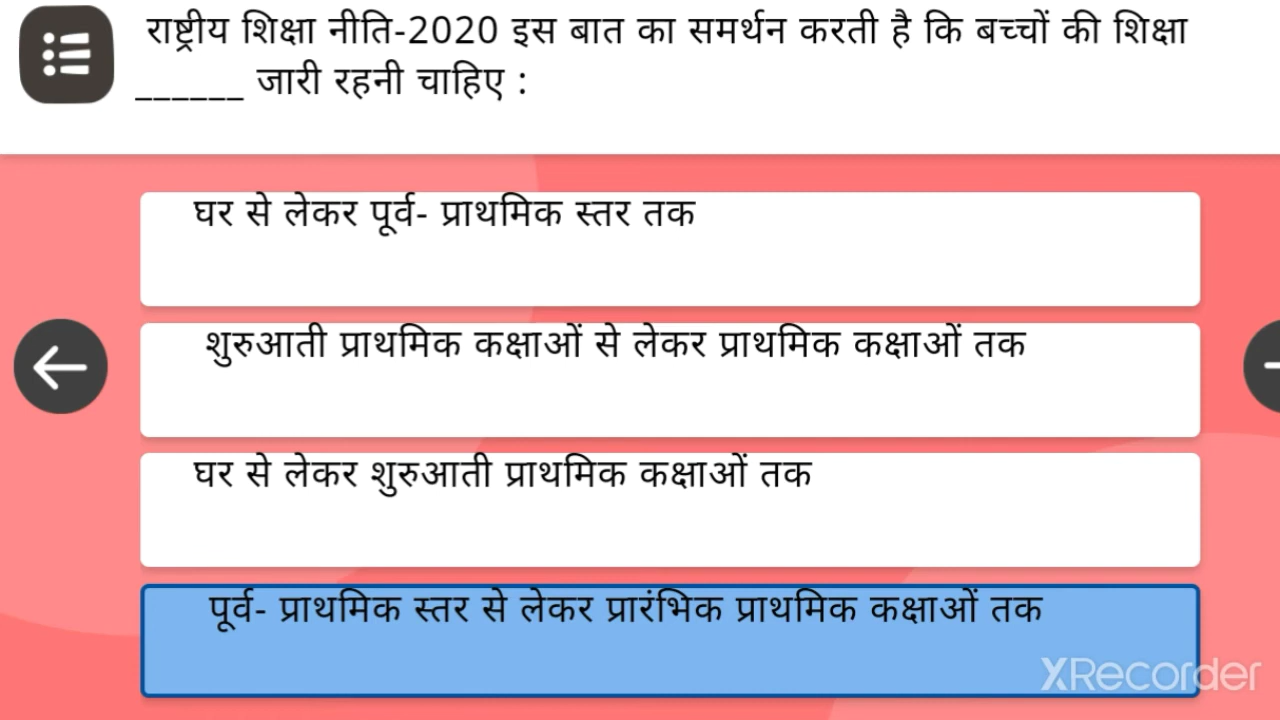 राष्ट्रीय शिक्षा नीति-2020 इस बात का समर्थन करती है कि बच्चों की शिक्षा
______ जारी रहनी चाहिए :
घर से लेकर पूर्व- प्राथमिक स्तर तक
शुरुआती प्राथमिक कक्षाओं से लेकर प्राथमिक कक्षाओं तक
घर से लेकर शुरुआती प्राथमिक कक्षाओं तक
पूर्व- प्राथमिक स्तर से लेकर प्रारंभिक प्राथमिक कक्षाओं तक
XRecorder